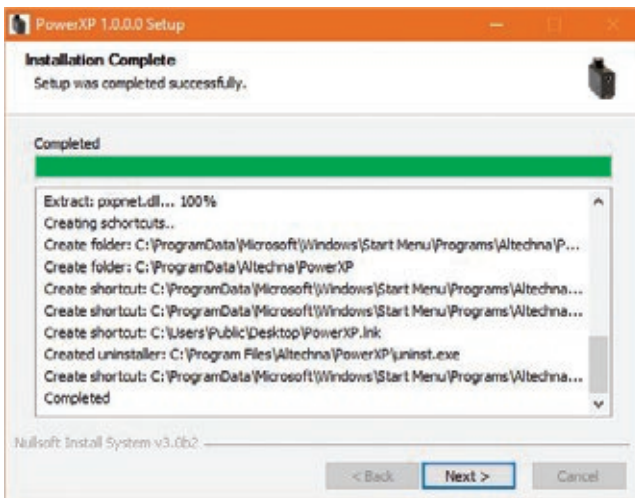 PowerXP 1.0.0.0 Setup
Installation Complete
Setup was completed successfully.
Completed
Extract: pxpnet.dll... 100%
Creating schortcuts..
Create folder: C:\ProgramData\Microsoft\Windows\Start Menu\Programs\Altechna\P...
Create folder: C:\ProgramData\Altechna\PowerXP
Create shortcut: C:\ProgramData\Microsoft\Windows\Start Menu\Programs\Altechna...
Create shortcut: C:\ProgramData\Microsoft\Windows\Start Menu\Programs\Altechna...
Create shortcut: C:\Users\Public\Desktop\PowerXP.lnk
Created uninstaller: C:\Program Files\Altechna\PowerXP\uninst.exe
Create shortcut: C:\ProgramData\Microsoft\Windows\Start Menu\Programs\Altechna...
Completed
Nullsoft Install System v3.0b2
< Back Next > Cancel